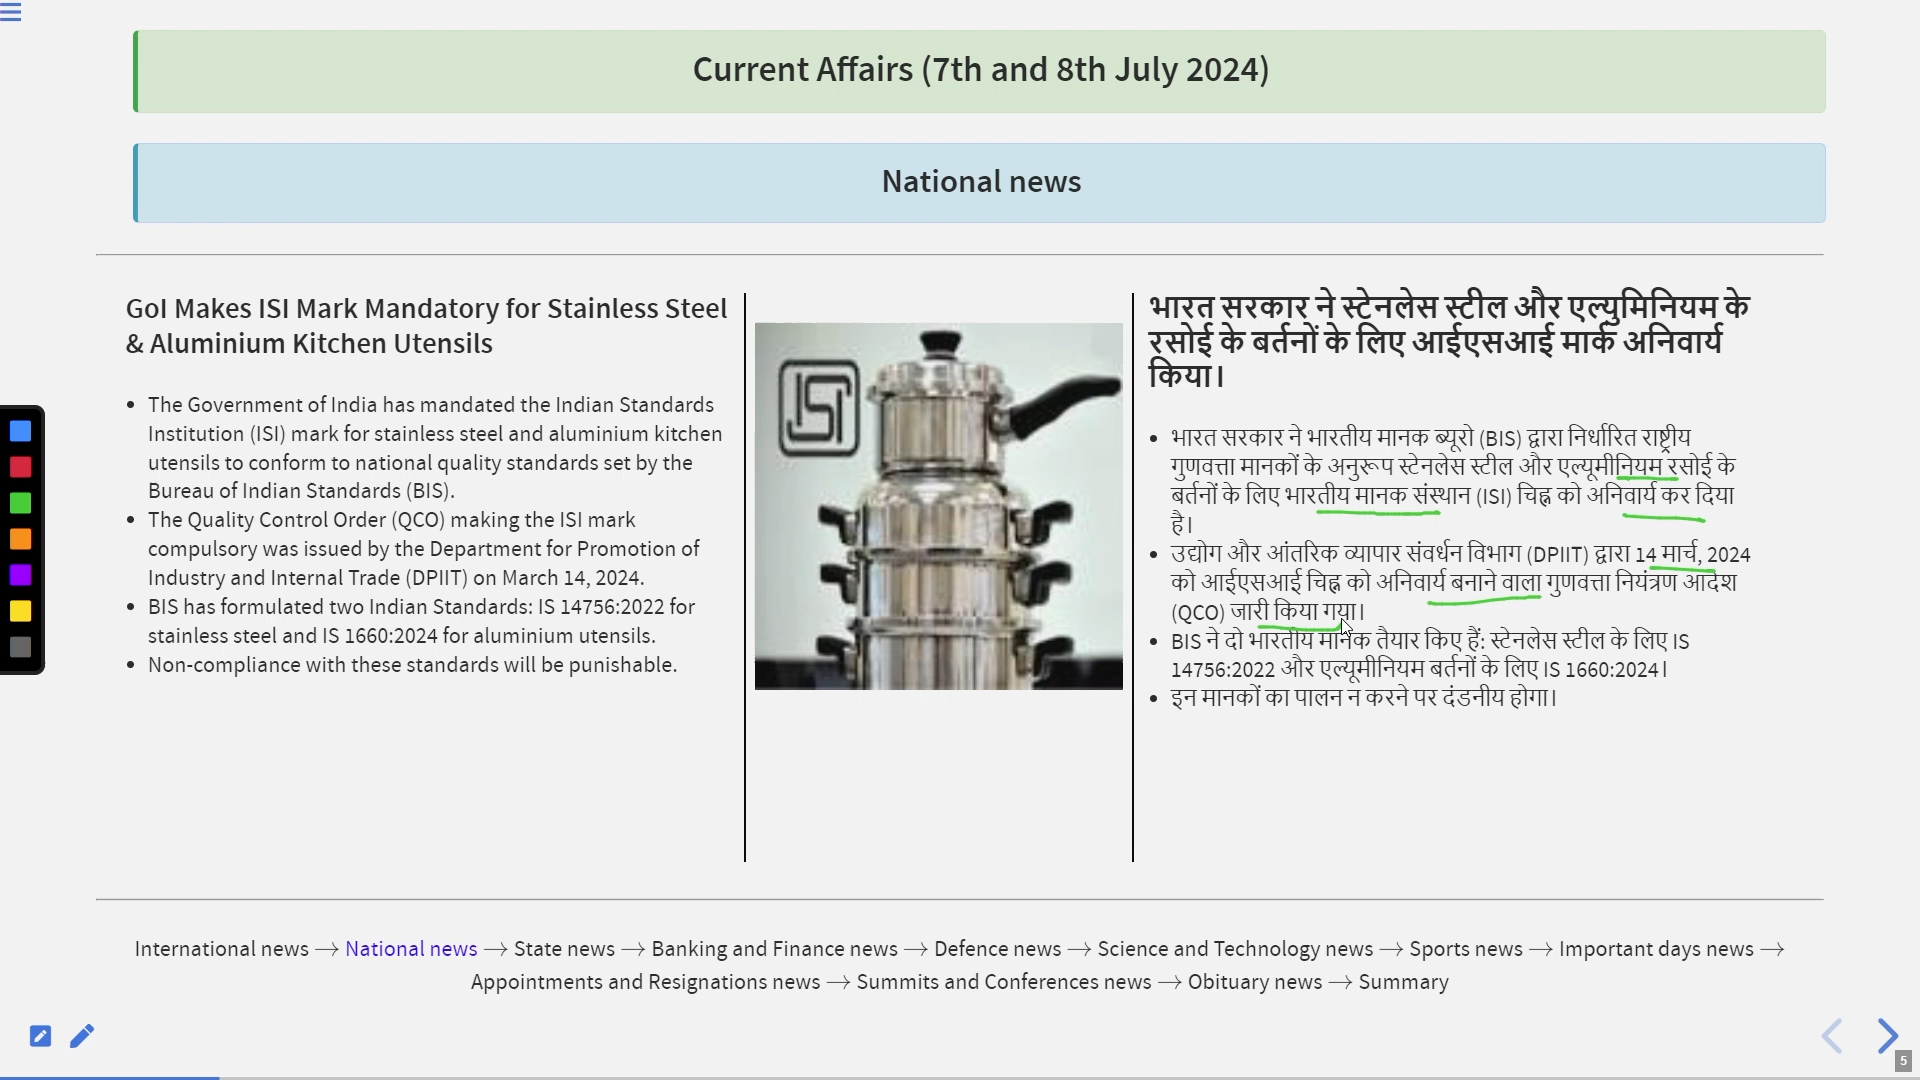 Current Affairs (7th and 8th July 2024)
National news
GoI Makes ISI Mark Mandatory for Stainless Steel
& Aluminium Kitchen Utensils
• The Government of India has mandated the Indian Standards
Institution (ISI) mark for stainless steel and aluminium kitchen
utensils to conform to national quality standards set by the
Bureau of Indian Standards (BIS).
• The Quality Control Order (QCO) making the ISI mark
compulsory was issued by the Department for Promotion of
Industry and Internal Trade (DPIIT) on March 14, 2024.
• BIS has formulated two Indian Standards: IS 14756:2022 for
stainless steel and IS 1660:2024 for aluminium utensils.
• Non-compliance with these standards will be punishable.
ISI
भारत सरकार ने स्टेनलेस स्टील और एल्युमिनियम के
रसोई के बर्तनों के लिए आईएसआई मार्क अनिवार्य
किया।
• भारत सरकार ने भारतीय मानक ब्यूरो (BIS) द्वारा निर्धारित राष्ट्रीय
गुणवत्ता मानकों के अनुरूप स्टेनलेस स्टील और एल्यूमीनियम रसोई के
बर्तनों के लिए भारतीय मानक संस्थान (ISI) चिह्न को अनिवार्य कर दिया
है।
• उद्योग और आंतरिक व्यापार संवर्धन विभाग (DPIIT) द्वारा 14 मार्च, 2024
को आईएसआई चिह्न को अनिवार्य बनाने वाला गुणवत्ता नियंत्रण आदेश
(QCO) जारी किया गया।
• BIS ने दो भारतीय मानक तैयार किए हैं: स्टेनलेस स्टील के लिए IS
14756:2022 और एल्यूमीनियम बर्तनों के लिए IS 1660:2024।
• इन मानकों का पालन न करने पर दंडनीय होगा।
International news → National news → State news → Banking and Finance news → Defence news → Science and Technology news → Sports news → Important days news →
Appointments and Resignations news → Summits and Conferences news → Obituary news → Summary
5